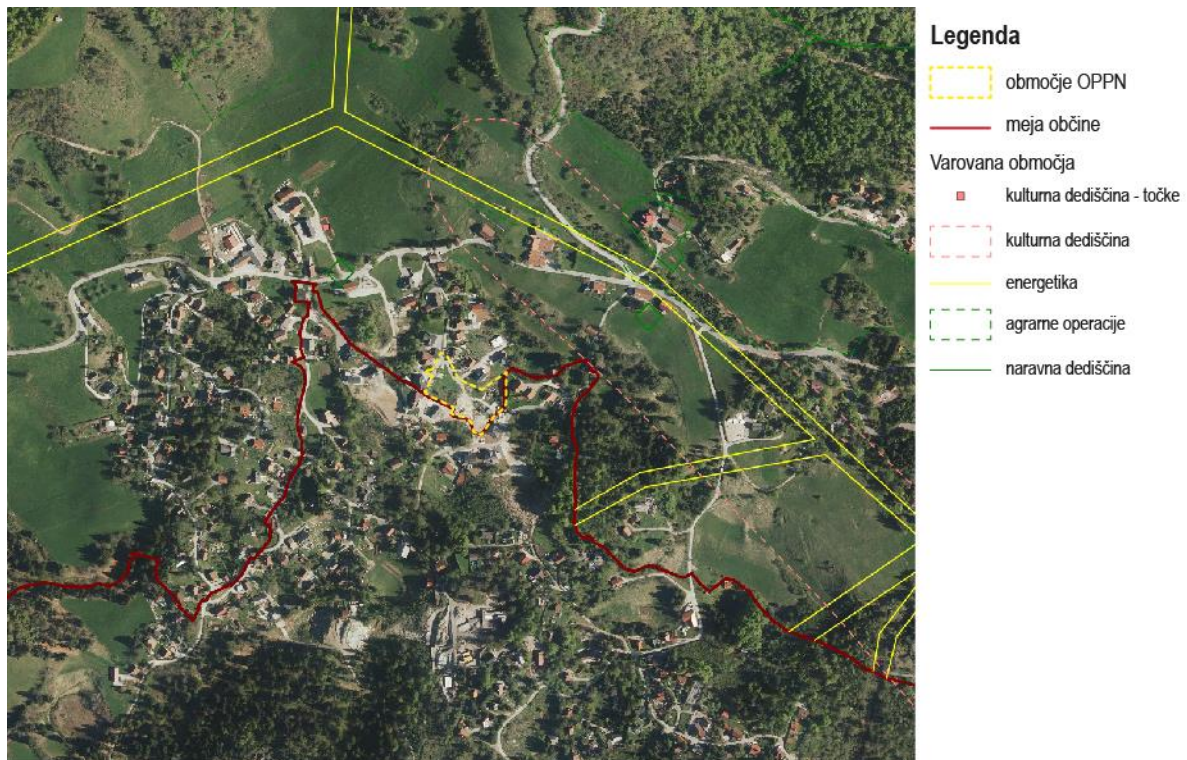 Legenda
območje OPPN
meja občine
Varovana območja
kulturna dediščina - točke
kulturna dediščina
energetika
agrarne operacije
naravna dediščina